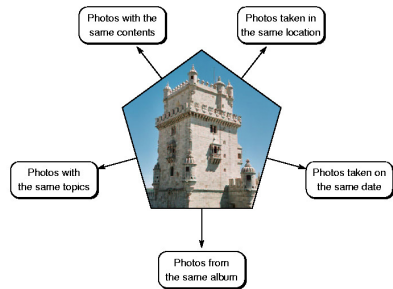 Photos with the
same contents
Photos taken in
the same location
Photos with
the same topics
Photos taken on
the same date
Photos from
the same album